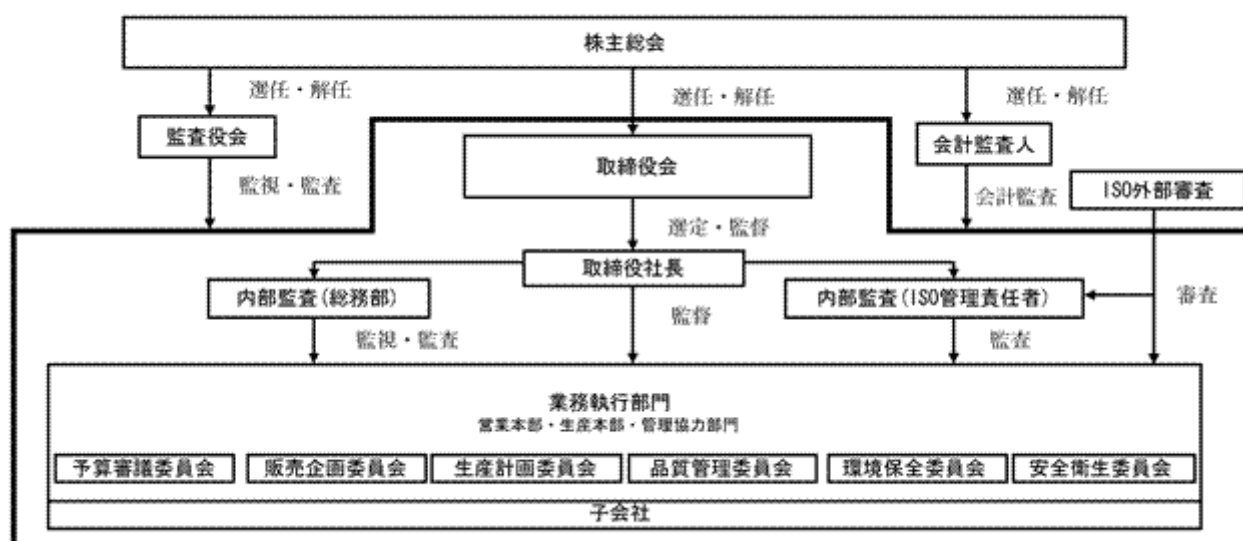 株主総会
選任・解任
選任・解任
選任・解任
監査役会
取締役会
会計監査人
監視・監査
会計監査
ISO外部審査
選定・監督
取締役社長
内部監査(総務部)
内部監査(ISO管理責任者)
監督
審査
監視・監査
監査
業務執行部門
営業本部・生産本部・管理協力部門
予算審議委員会
販売企画委員会
生産計画委員会
品質管理委員会
環境保全委員会
安全衛生委員会
子会社